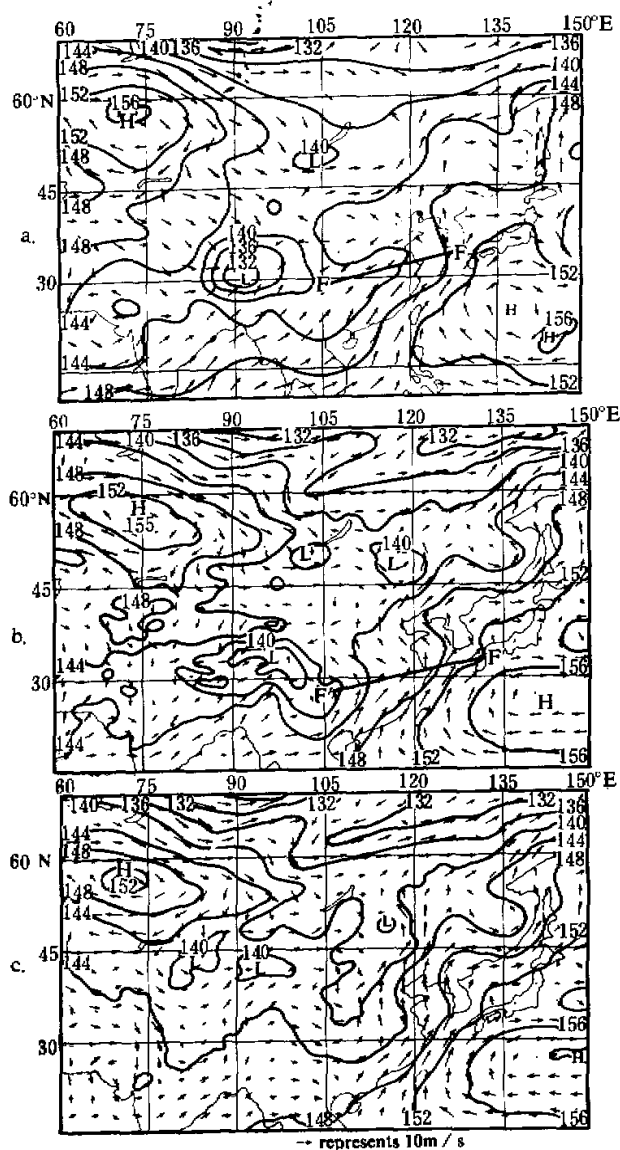 60 75 90 105 120 135 150°E
144 140 136 132 136
148 140
152 144
60°N 156 148
H
152 140
148 L
45
148
a. 140
136
132 F
30 L F 152
H
144 156
H
144
148 152
60 75 90 105 120 135 150°E
144 140 136 132 132 136
148 140
152 144
60°N H 148
155
148 L 140
L
45 152
148
b. 140
144 L 156
30 F F
H
144 152
148 156
60 75 90 105 120 135 150°E
140 136 132 132 132 136
144 140
148 144
60 N H 148
152
148
144 L
45 140 140 152
144 L
c.
156
30 H
148 152 156
→ represents 10m / s